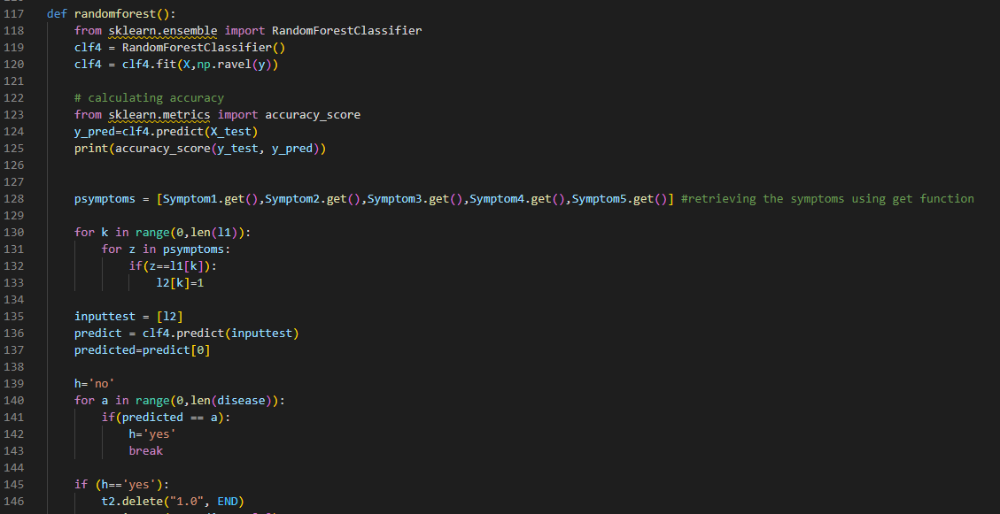 117 def randomforest():
118     from sklearn.ensemble import RandomForestClassifier
119     clf4 = RandomForestClassifier()
120     clf4 = clf4.fit(X,np.ravel(y))
121
122     # calculating accuracy
123     from sklearn.metrics import accuracy_score
124     y_pred=clf4.predict(X_test)
125     print(accuracy_score(y_test, y_pred))
126
127
128     psymptoms = [Symptom1.get(),Symptom2.get(),Symptom3.get(),Symptom4.get(),Symptom5.get()] #retrieving the symptoms using get function
129
130     for k in range(0,len(l1)):
131         for z in psymptoms:
132             if(z==l1[k]):
133                 l2[k]=1
134
135     inputtest = [l2]
136     predict = clf4.predict(inputtest)
137     predicted=predict[0]
138
139     h='no'
140     for a in range(0,len(disease)):
141         if(predicted == a):
142             h='yes'
143             break
144
145     if (h=='yes'):
146         t2.delete("1.0", END)